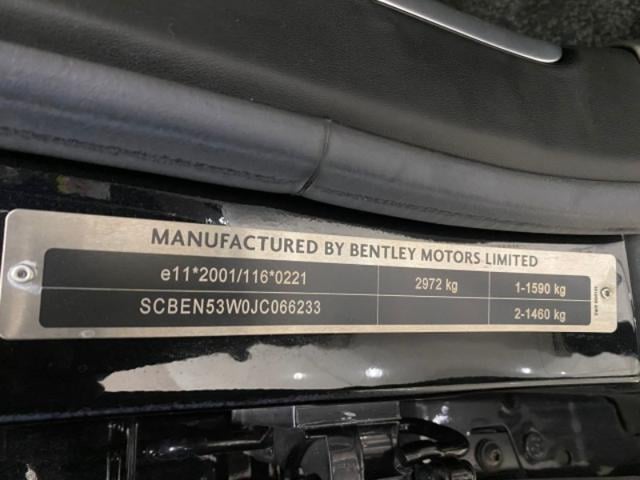 MANUFACTURED BY BENTLEY MOTORS LIMITED
e11*2001/116*0221 2972 kg 1-1590 kg
SCBEN53W0JC066233 2-1460 kg